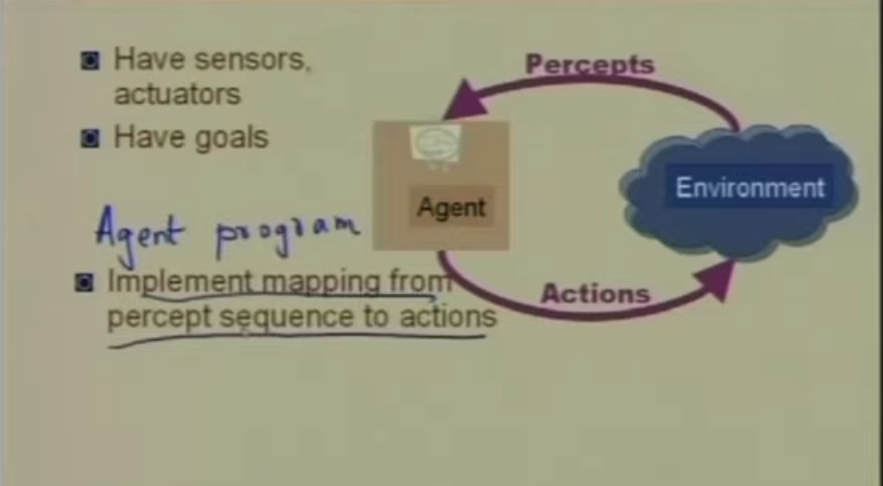 Have sensors,
actuators
Have goals
Agent program
Implement mapping from
percept sequence to actions
Percepts
Agent
Environment
Actions